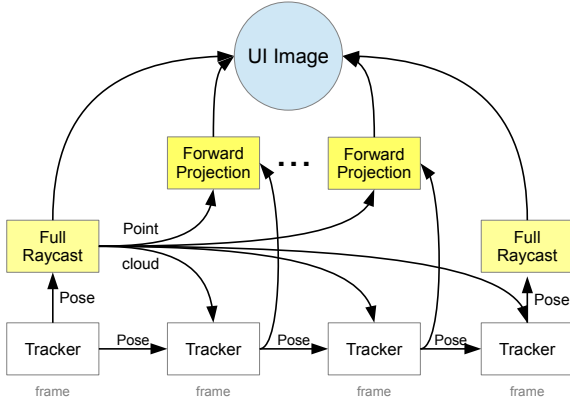 UI Image
Forward
Projection
...
Forward
Projection
Full
Raycast
Point
cloud
Full
Raycast
Pose
Pose
Tracker
Pose
Tracker
Pose
Tracker
Pose
Tracker
frame
frame
frame
frame